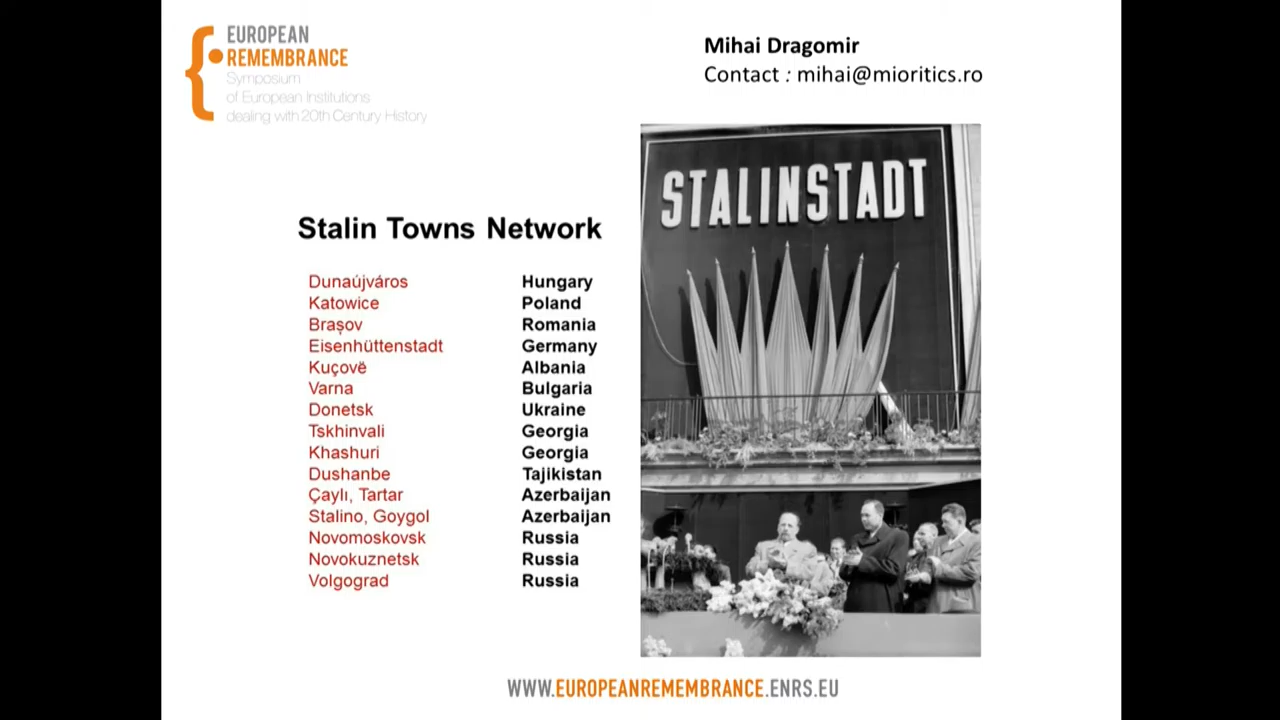 EUROPEAN
REMEMBRANCE
Symposium
of European Institutions
dealing with 20th Century History
Mihai Dragomir
Contact : mihai@mioritics.ro
STALINSTADT
Stalin Towns Network
Dunaújváros Hungary
Katowice Poland
Brașov Romania
Eisenhüttenstadt Germany
Kuçovë Albania
Varna Bulgaria
Donetsk Ukraine
Tskhinvali Georgia
Khashuri Georgia
Dushanbe Tajikistan
Çaylı, Tartar Azerbaijan
Stalino, Goygol Azerbaijan
Novomoskovsk Russia
Novokuznetsk Russia
Volgograd Russia
WWW.EUROPEANREMEMBRANCE.ENRS.EU